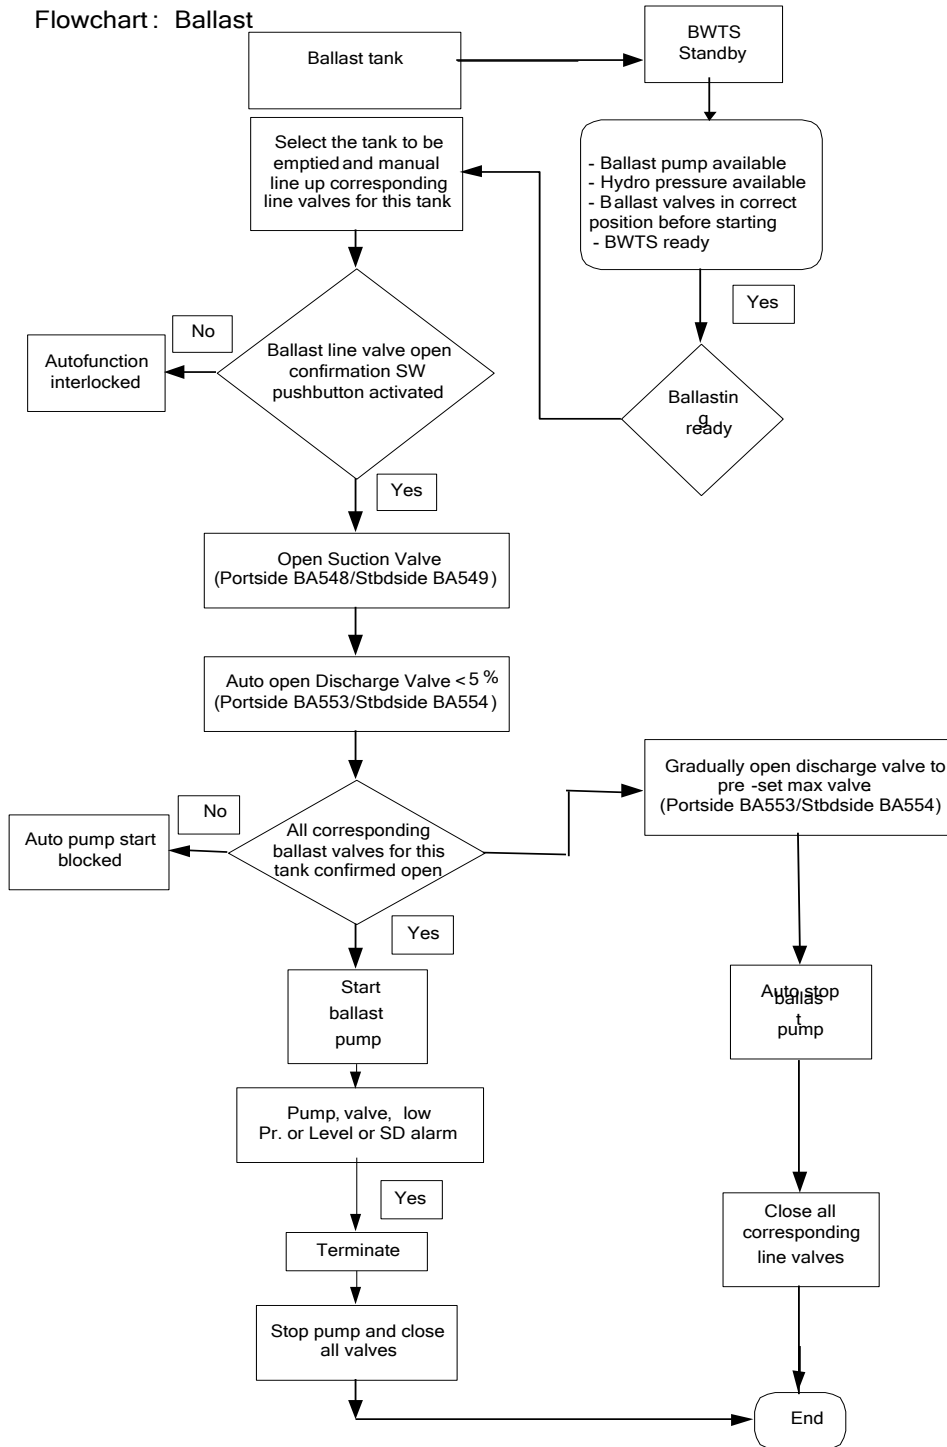 Flowchart: Ballast
Ballast tank
BWTS
Standby
- Ballast pump available
- Hydro pressure available
- Ballast valves in correct
position before starting
- BWTS ready
Yes
Ballastin
g
ready
Select the tank to be
emptied and manual
line up corresponding
line valves for this tank
Ballast line valve open
confirmation SW
pushbutton activated
No
Autofunction
interlocked
Yes
Open Suction Valve
(Portside BA548/Stbdside BA549)
Auto open Discharge Valve <5 %
(Portside BA553/Stbdside BA554)
All corresponding
ballast valves for this
tank confirmed open
No
Auto pump start
blocked
Yes
Start
ballast
pump
Pump, valve, low
Pr. or Level or SD alarm
Yes
Terminate
Stop pump and close
all valves
Gradually open discharge valve to
pre -set max valve
(Portside BA553/Stbdside BA554)
Auto stop
ballas
t
pump
Close all
corresponding
line valves
End